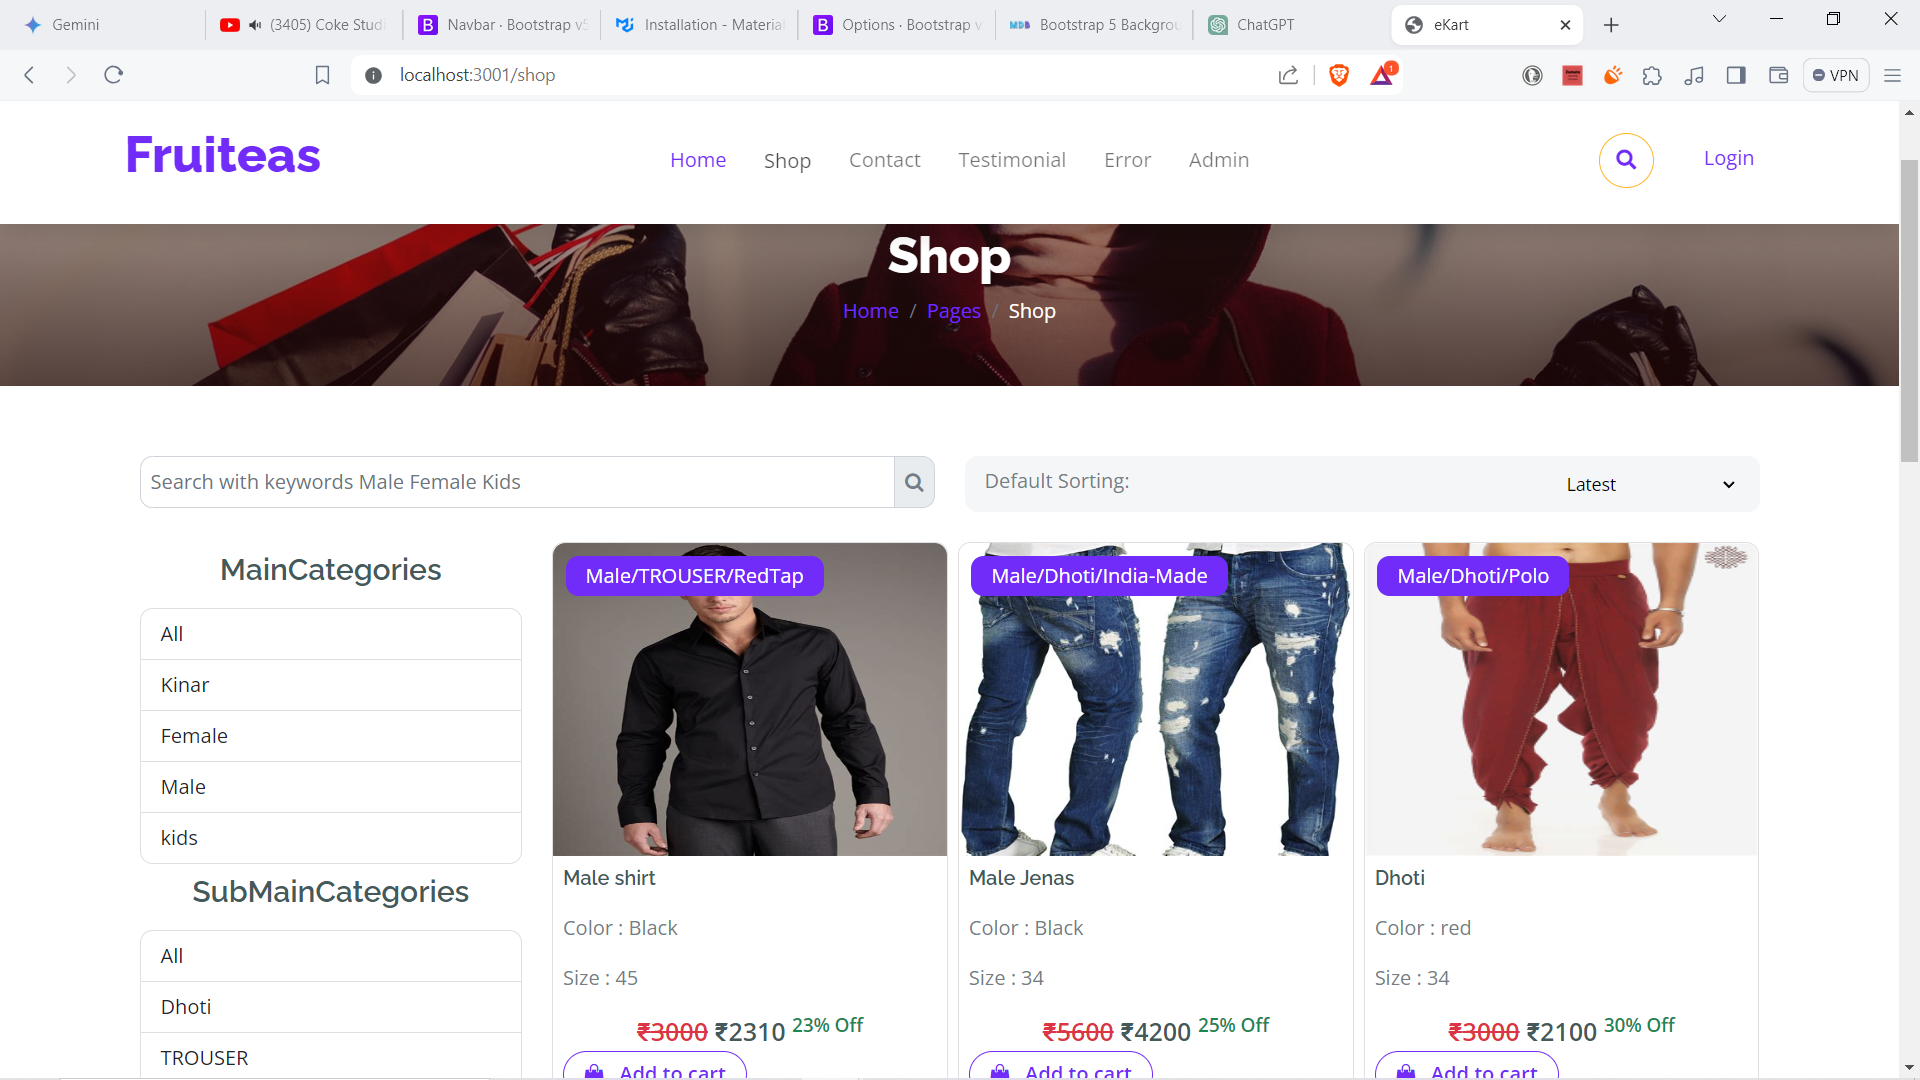 Gemini
(3405) Coke Studi
Navbar · Bootstrap v5
Installation - Material
Options · Bootstrap v
MDB Bootstrap 5 Backgrou
ChatGPT
eKart
localhost:3001/shop
1
VPN
Fruiteas
Home
Shop
Contact
Testimonial
Error
Admin
Login
Shop
Home / Pages / Shop
Search with keywords Male Female Kids
Default Sorting:
Latest
MainCategories
All
Kinar
Female
Male
kids
SubMainCategories
All
Dhoti
TROUSER
Male/TROUSER/RedTap
Male shirt
Color : Black
Size : 45
₹3000 ₹2310 23% Off
Add to cart
Male/Dhoti/India-Made
Male Jenas
Color : Black
Size : 34
₹5600 ₹4200 25% Off
Add to cart
Male/Dhoti/Polo
Dhoti
Color : red
Size : 34
₹3000 ₹2100 30% Off
Add to cart